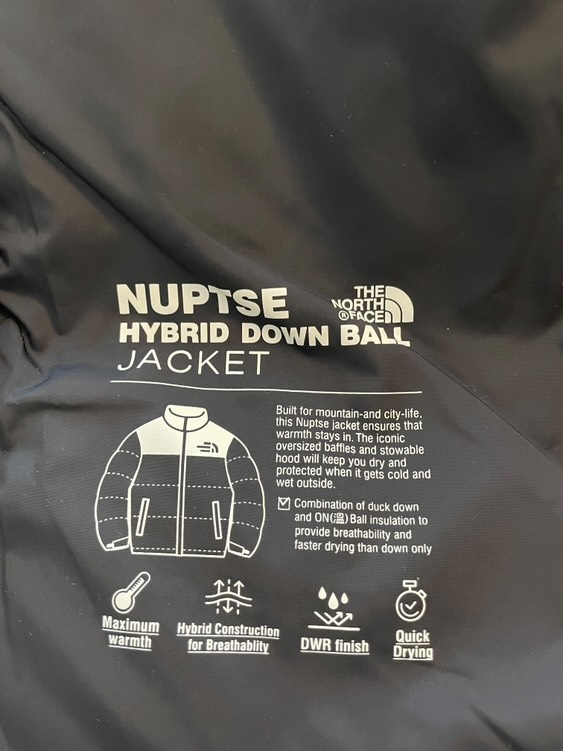 NUPTSE
THE
NORTH
®FACE
HYBRID DOWN BALL
JACKET
Built for mountain-and city-life,
this Nuptse jacket ensures that
warmth stays in. The iconic
oversized baffles and stowable
hood will keep you dry and
protected when it gets cold and
wet outside.
Combination of duck down
and ON(溫)Ball insulation to
provide breathability and
faster drying than down only
Maximum
warmth
Hybrid Construction
for Breathablity
DWR finish
Quick
Drying